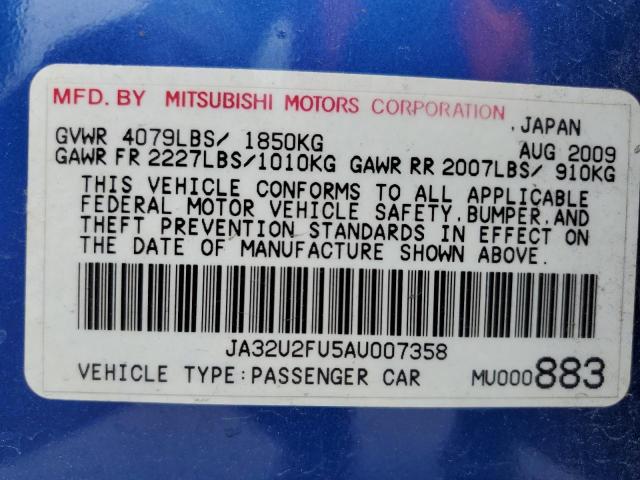 MFD. BY MITSUBISHI MOTORS CORPORATION
JAPAN
GVWR 4079LBS/ 1850KG AUG 2009
GAWR FR 2227LBS/1010KG GAWR RR 2007LBS/ 910KG
THIS VEHICLE CONFORMS TO ALL APPLICABLE
FEDERAL MOTOR VEHICLE SAFETY, BUMPER, AND
THEFT PREVENTION STANDARDS IN EFFECT ON
THE DATE OF MANUFACTURE SHOWN ABOVE.
JA32U2FU5AU007358
VEHICLE TYPE:PASSENGER CAR MU000883